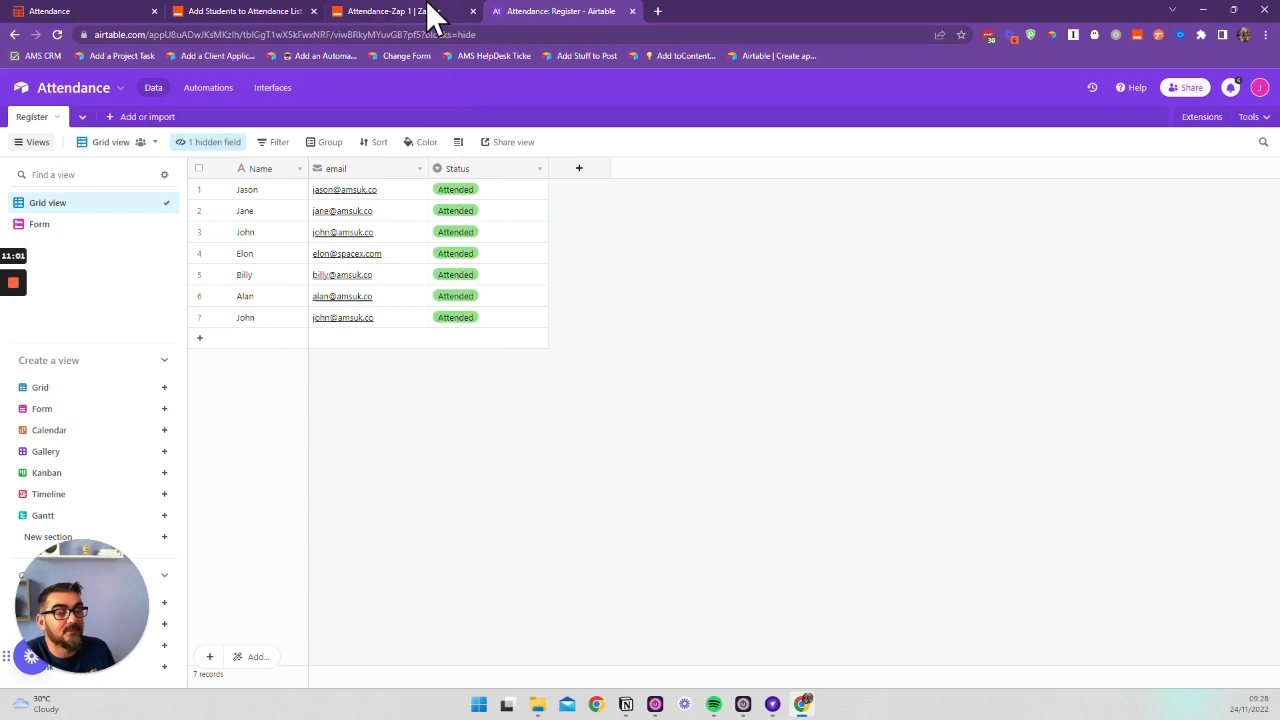 Attendance
Add Students to Attendance List
Attendance-Zap 1 | Za
Attendance: Register - Airtable
airtable.com/appU8uADwJKsMKzIh/tblCgT1wX5kFwxNRY/viwBRkyMYuvGB7pf5?blocks=hide
AMS CRM
Add a Project Task
Add a Client Applic...
Add an Automa...
Change Form
AMS HelpDesk Ticke
Add Stuff to Post
Add toContent...
Airtable | Create ap...
Attendance
Data
Automations
Interfaces
Help
Share
6
J
Register
Add or import
Extensions
Tools
Views
Grid view
1 hidden field
Filter
Group
Sort
Color
Share view
Find a view
Name
email
Status
Grid view
Form
1 Jason jason@amsuk.co Attended
2 Jane jane@amsuk.co Attended
3 John john@amsuk.co Attended
4 Elon elon@spacex.com Attended
5 Billy billy@amsuk.co Attended
6 Alan alan@amsuk.co Attended
7 John john@amsuk.co Attended
11:01
Create a view
Grid
Form
Calendar
Gallery
Kanban
Timeline
Gantt
New section
Add...
7 records
30°C
Cloudy
09.28
24/11/2022